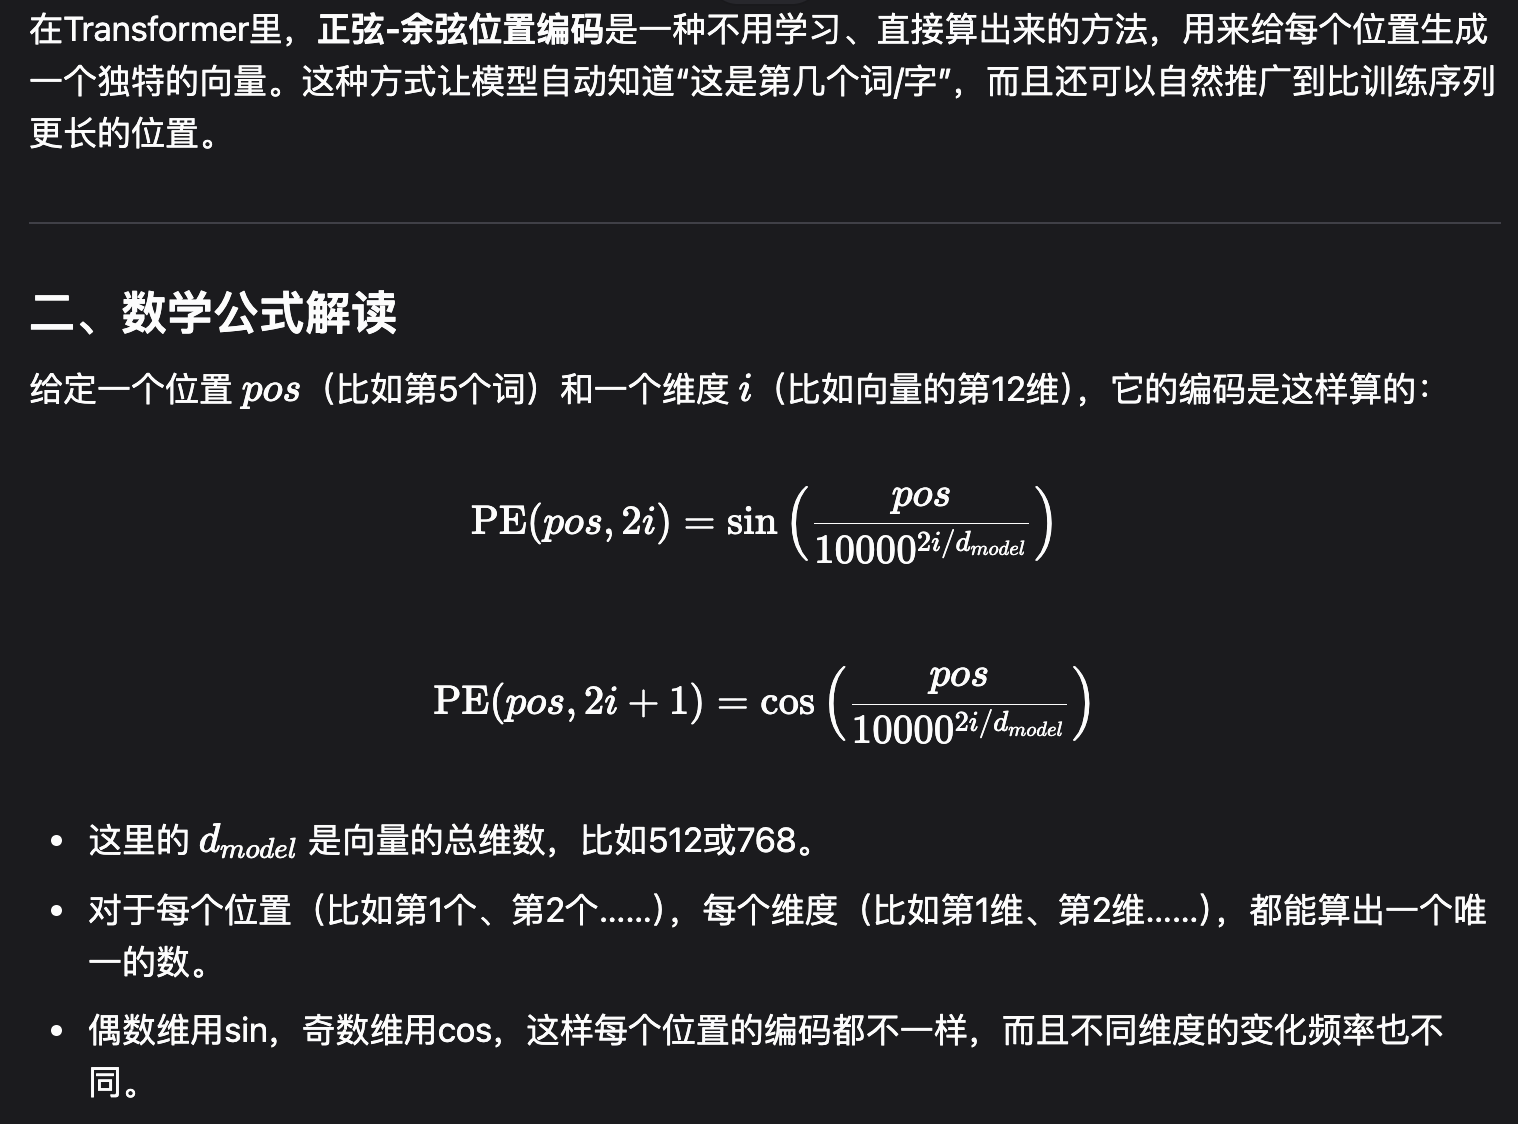 在Transformer里，正弦-余弦位置编码是一种不用学习、直接算出来的方法，用来给每个位置生成
一个独特的向量。这种方式让模型自动知道“这是第几个词/字”，而且还可以自然推广到比训练序列
更长的位置。
二、数学公式解读
给定一个位置 pos（比如第5个词）和一个维度 i（比如向量的第12维），它的编码是这样算的：
PE(pos, 2i) = sin(pos / 10000^{2i/d_{model}})
PE(pos, 2i + 1) = cos(pos / 10000^{2i/d_{model}})
• 这里的 d_{model} 是向量的总维数，比如512或768。
• 对于每个位置（比如第1个、第2个……），每个维度（比如第1维、第2维……），都能算出一个唯
一的数。
• 偶数维用sin，奇数维用cos，这样每个位置的编码都不一样，而且不同维度的变化频率也不
同。